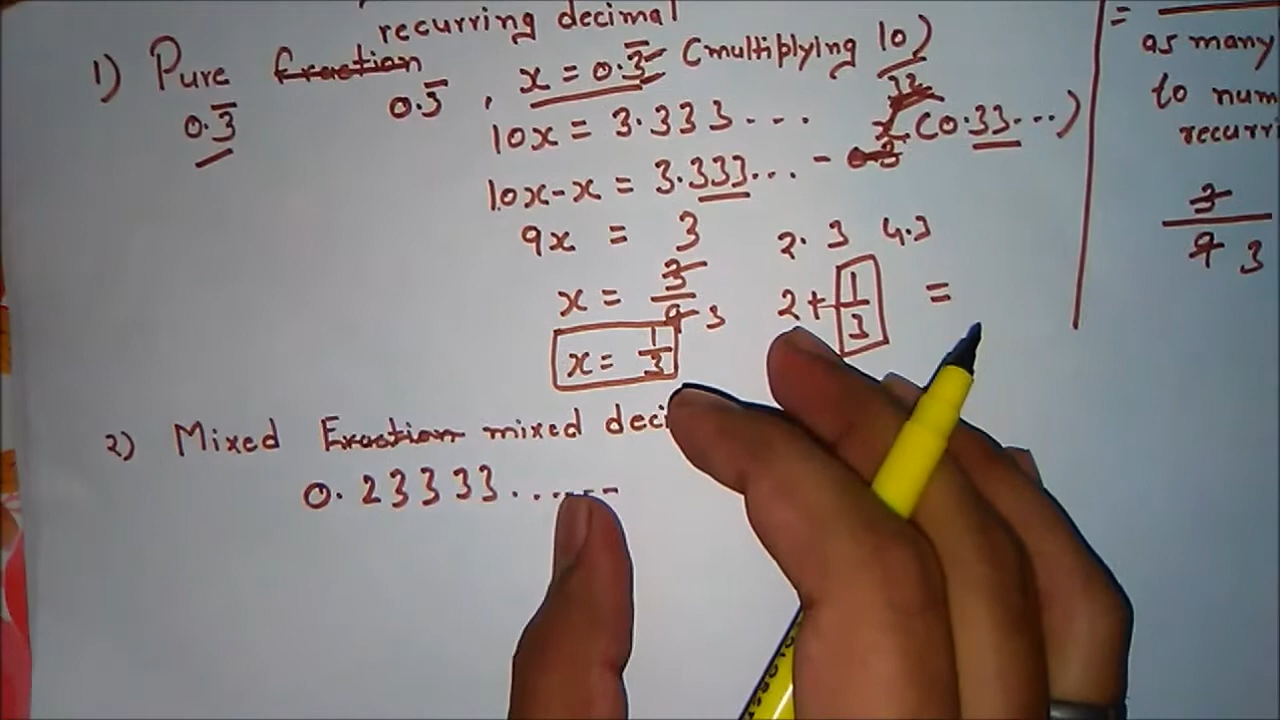 recurring decimal
1) Pure fraction
0.3̅
0.3̅ , x = 0.3̅ (multiplying 10)
10x = 3.333...
10x-x = 3.333... - x (0.33...)
9x = 3
x = 3/9 3
x = 1/3
2.3 4.3
2+ 1/3 =
2) Mixed Fraction mixed deci
0.23333.......
=
as many
to num
recurri
3/9 3